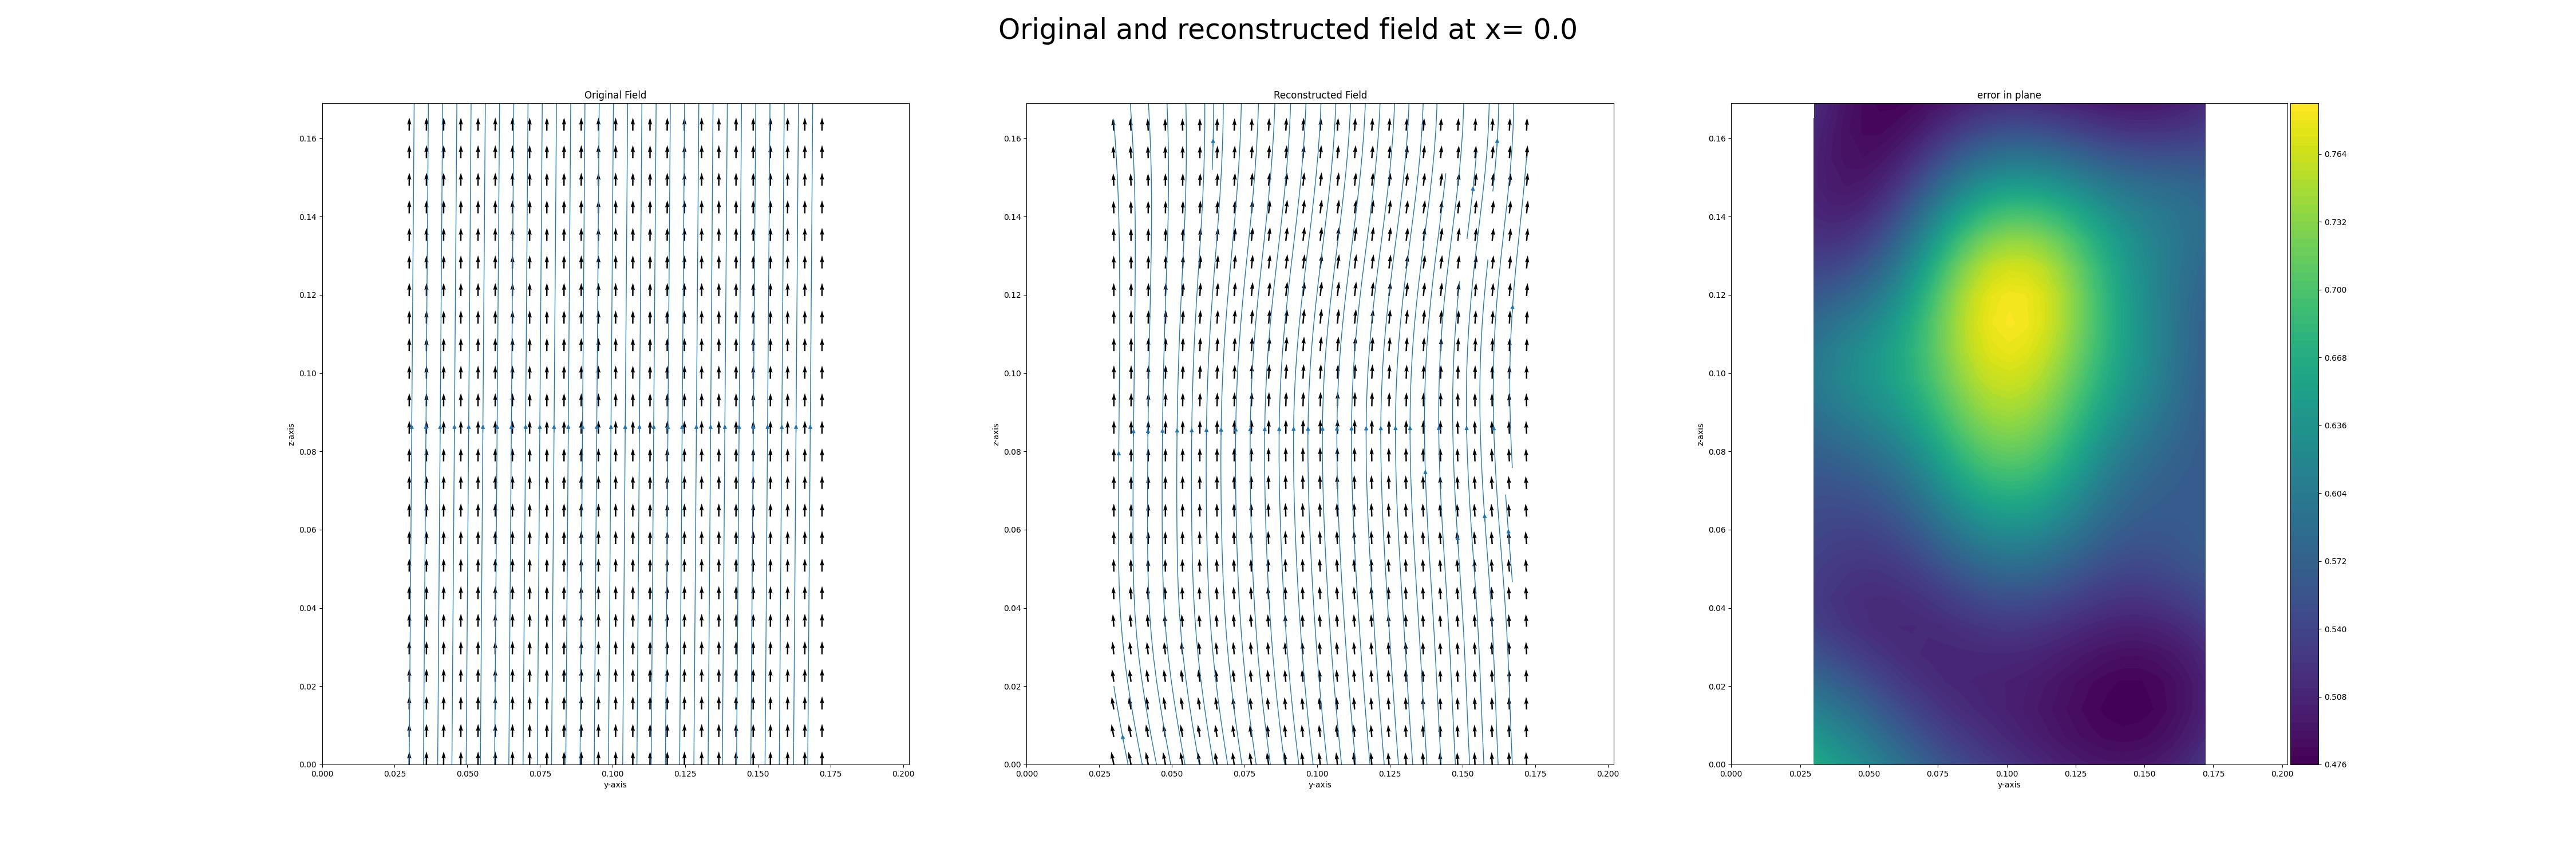 Original and reconstructed field at x= 0.0
Original Field
0.16
0.14
0.12
0.10
0.08
0.06
0.04
0.02
0.00
z-axis
0.000 0.025 0.050 0.075 0.100 0.125 0.150 0.175 0.200
y-axis
Reconstructed Field
0.16
0.14
0.12
0.10
0.08
0.06
0.04
0.02
0.00
z-axis
0.000 0.025 0.050 0.075 0.100 0.125 0.150 0.175 0.200
y-axis
error in plane
0.16
0.14
0.12
0.10
0.08
0.06
0.04
0.02
0.00
z-axis
0.000 0.025 0.050 0.075 0.100 0.125 0.150 0.175 0.200
y-axis
0.764
0.732
0.700
0.668
0.636
0.604
0.572
0.540
0.508
0.476